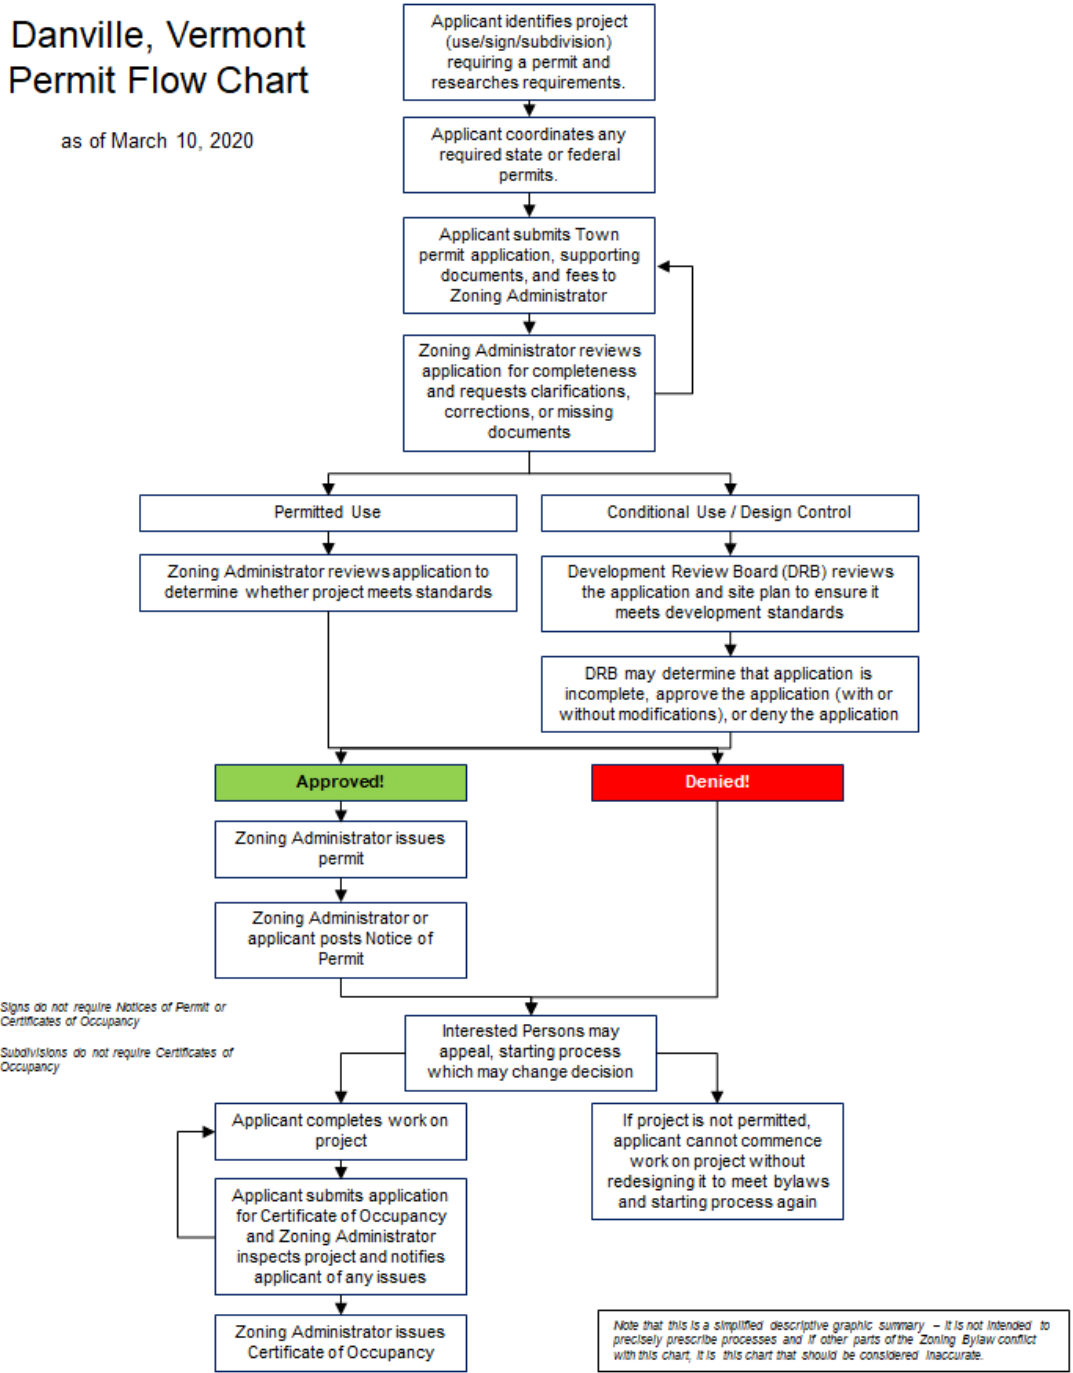 Danville, Vermont
Permit Flow Chart
as of March 10, 2020
Applicant identifies project
(use/sign/subdivision)
requiring a permit and
researches requirements.
Applicant coordinates any
required state or federal
permits.
Applicant submits Town
permit application, supporting
documents, and fees to
Zoning Administrator
Zoning Administrator reviews
application for completeness
and requests clarifications,
corrections, or missing
documents
Permitted Use
Zoning Administrator reviews application to
determine whether project meets standards
Conditional Use / Design Control
Development Review Board (DRB) reviews
the application and site plan to ensure it
meets development standards
DRB may determine that application is
incomplete, approve the application (with or
without modifications), or deny the application
Approved!
Denied!
Zoning Administrator issues
permit
Zoning Administrator or
applicant posts Notice of
Permit
Signs do not require Notices of Permit or
Certificates of Occupancy
Subdivisions do not require Certificates of
Occupancy
Interested Persons may
appeal, starting process
which may change decision
Applicant completes work on
project
Applicant submits application
for Certificate of Occupancy
and Zoning Administrator
inspects project and notifies
applicant of any issues
Zoning Administrator issues
Certificate of Occupancy
If project is not permitted,
applicant cannot commence
work on project without
redesigning it to meet bylaws
and starting process again
Note that this is a simplified descriptive graphic summary – it is not intended to
precisely prescribe processes and if other parts of the Zoning Bylaw conflict
with this chart, it is this chart that should be considered inaccurate.